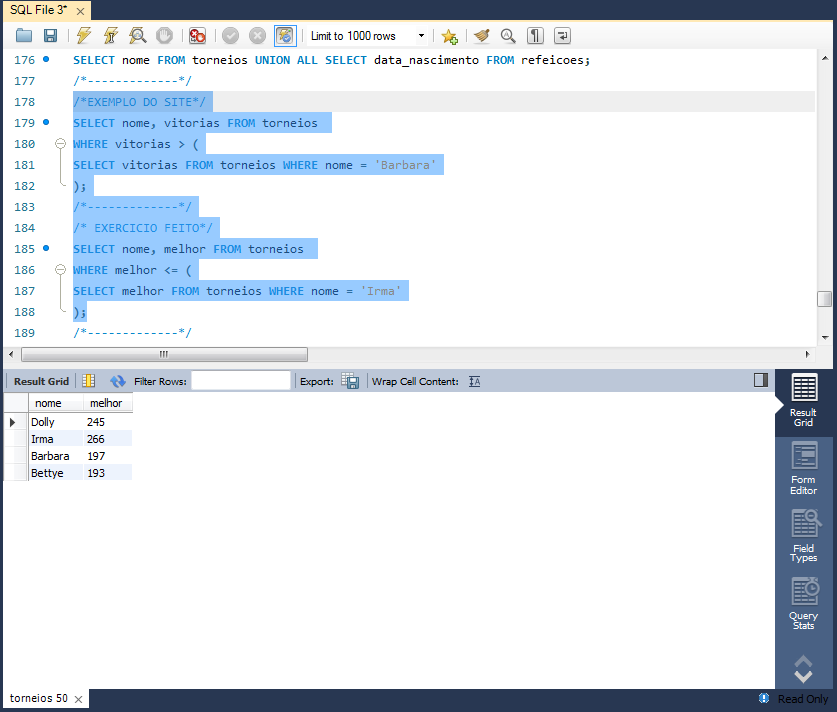 SQL File 3*
Limit to 1000 rows
176 SELECT nome FROM torneios UNION ALL SELECT data_nascimento FROM refeicoes;
177 /*-------------*/
178 /*EXEMPLO DO SITE*/
179 SELECT nome, vitorias FROM torneios
180 WHERE vitorias > (
181 SELECT vitorias FROM torneios WHERE nome = 'Barbara'
182 );
183 /*-------------*/
184 /* EXERCICIO FEITO*/
185 SELECT nome, melhor FROM torneios
186 WHERE melhor <= (
187 SELECT melhor FROM torneios WHERE nome = 'Irma'
188 );
189 /*-------------*/
Result Grid Filter Rows: Export: Wrap Cell Content: IA
nome melhor
Dolly 245
Irma 266
Barbara 197
Bettye 193
Result
Grid
Form
Editor
Field
Types
Query
Stats
torneios 50
Read Only